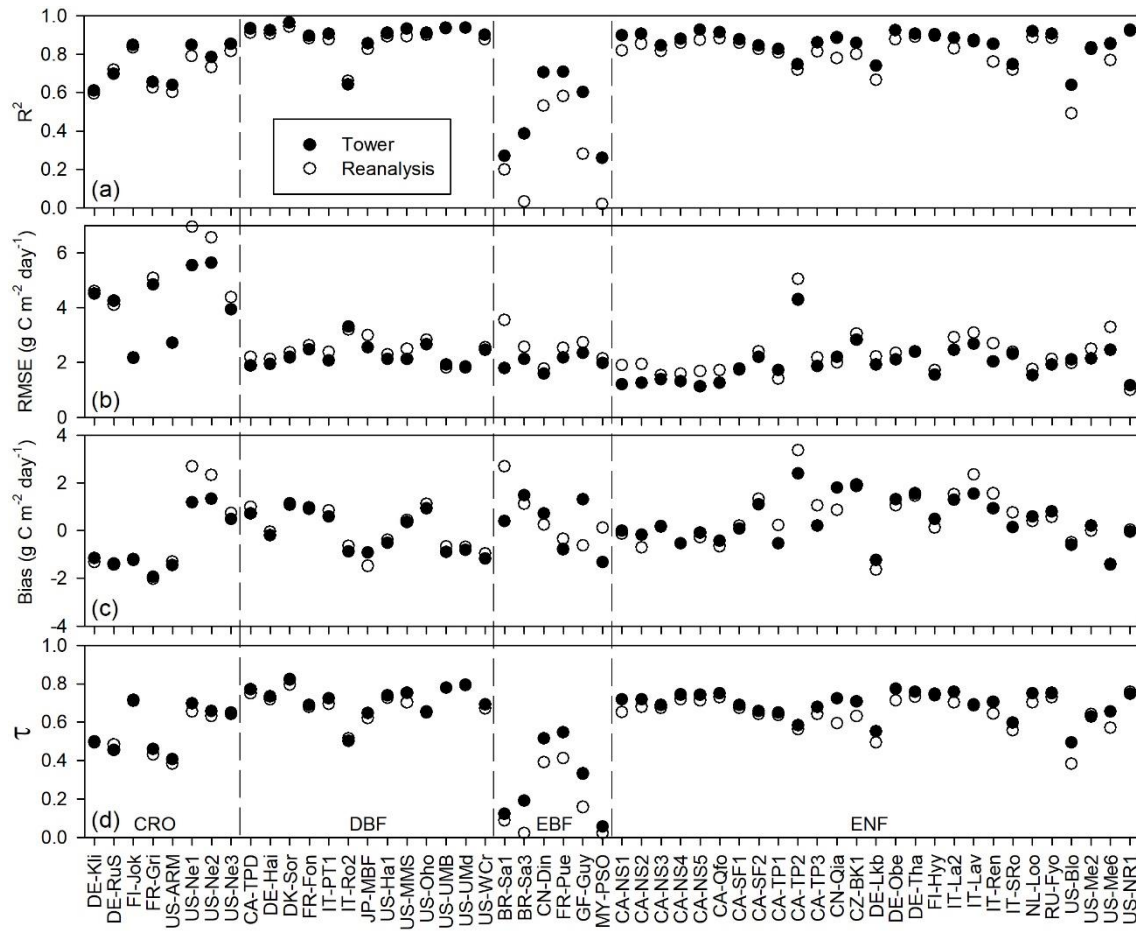 1.0
0.8
0.6
0.4
0.2
0.0
R²
Tower
Reanalysis
(a)
6
4
2
0
RMSE (g C m⁻² day⁻¹)
(b)
4
2
0
-2
-4
Bias (g C m⁻² day⁻¹)
(c)
1.0
0.8
0.6
0.4
0.2
0.0
τ
(d)
CRO
DBF
EBF
ENF
DE-Kli
DE-RuS
FI-Jok
FR-Gri
US-ARM
US-Ne1
US-Ne2
US-Ne3
CA-TPD
DE-Hai
DK-Sor
FR-Fon
IT-PT1
IT-Ro2
JP-MBF
US-Ha1
US-MMS
US-Oho
US-UMB
US-UMd
US-WCr
BR-Sa1
BR-Sa3
CN-Din
FR-Pue
GF-Guy
MY-PSO
CA-NS1
CA-NS2
CA-NS3
CA-NS4
CA-NS5
CA-Qfo
CA-SF1
CA-SF2
CA-TP1
CA-TP2
CA-TP3
CN-Qia
CZ-BK1
DE-Lkb
DE-Obe
DE-Tha
FI-Hyy
IT-La2
IT-Lav
IT-Ren
IT-SRo
NL-Loo
RU-Fyo
US-Blo
US-Me2
US-Me6
US-NR1